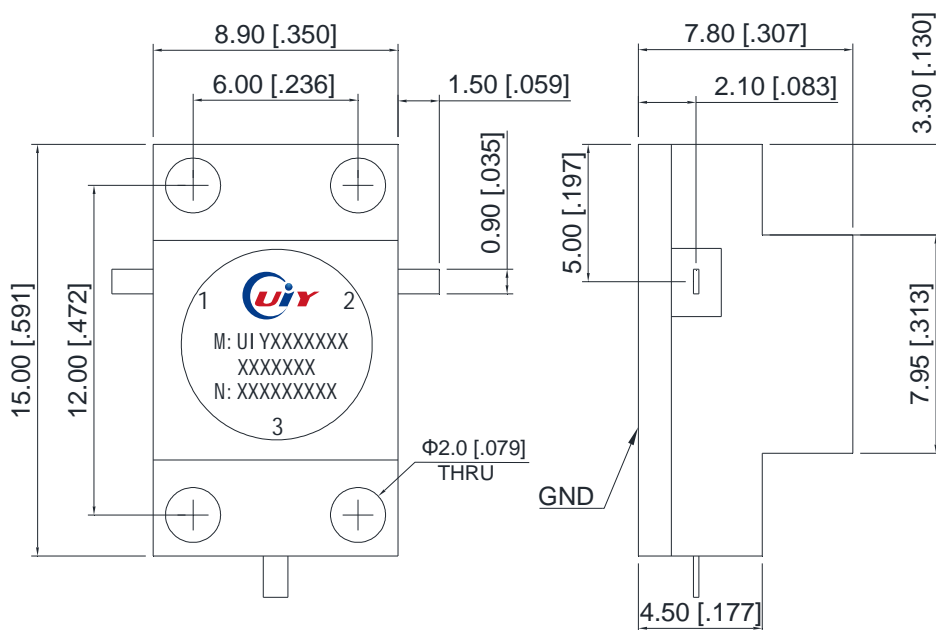 8.90 [.350]
6.00 [.236]
1.50 [.059]
0.90 [.035]
15.00 [.591]
12.00 [.472]
1
UiY
2
M: UIYXXXXXXX
XXXXXXX
N: XXXXXXXXX
3
Φ2.0 [.079]
THRU
7.80 [.307]
2.10 [.083]
3.30 [.130]
5.00 [.197]
7.95 [.313]
GND
4.50 [.177]